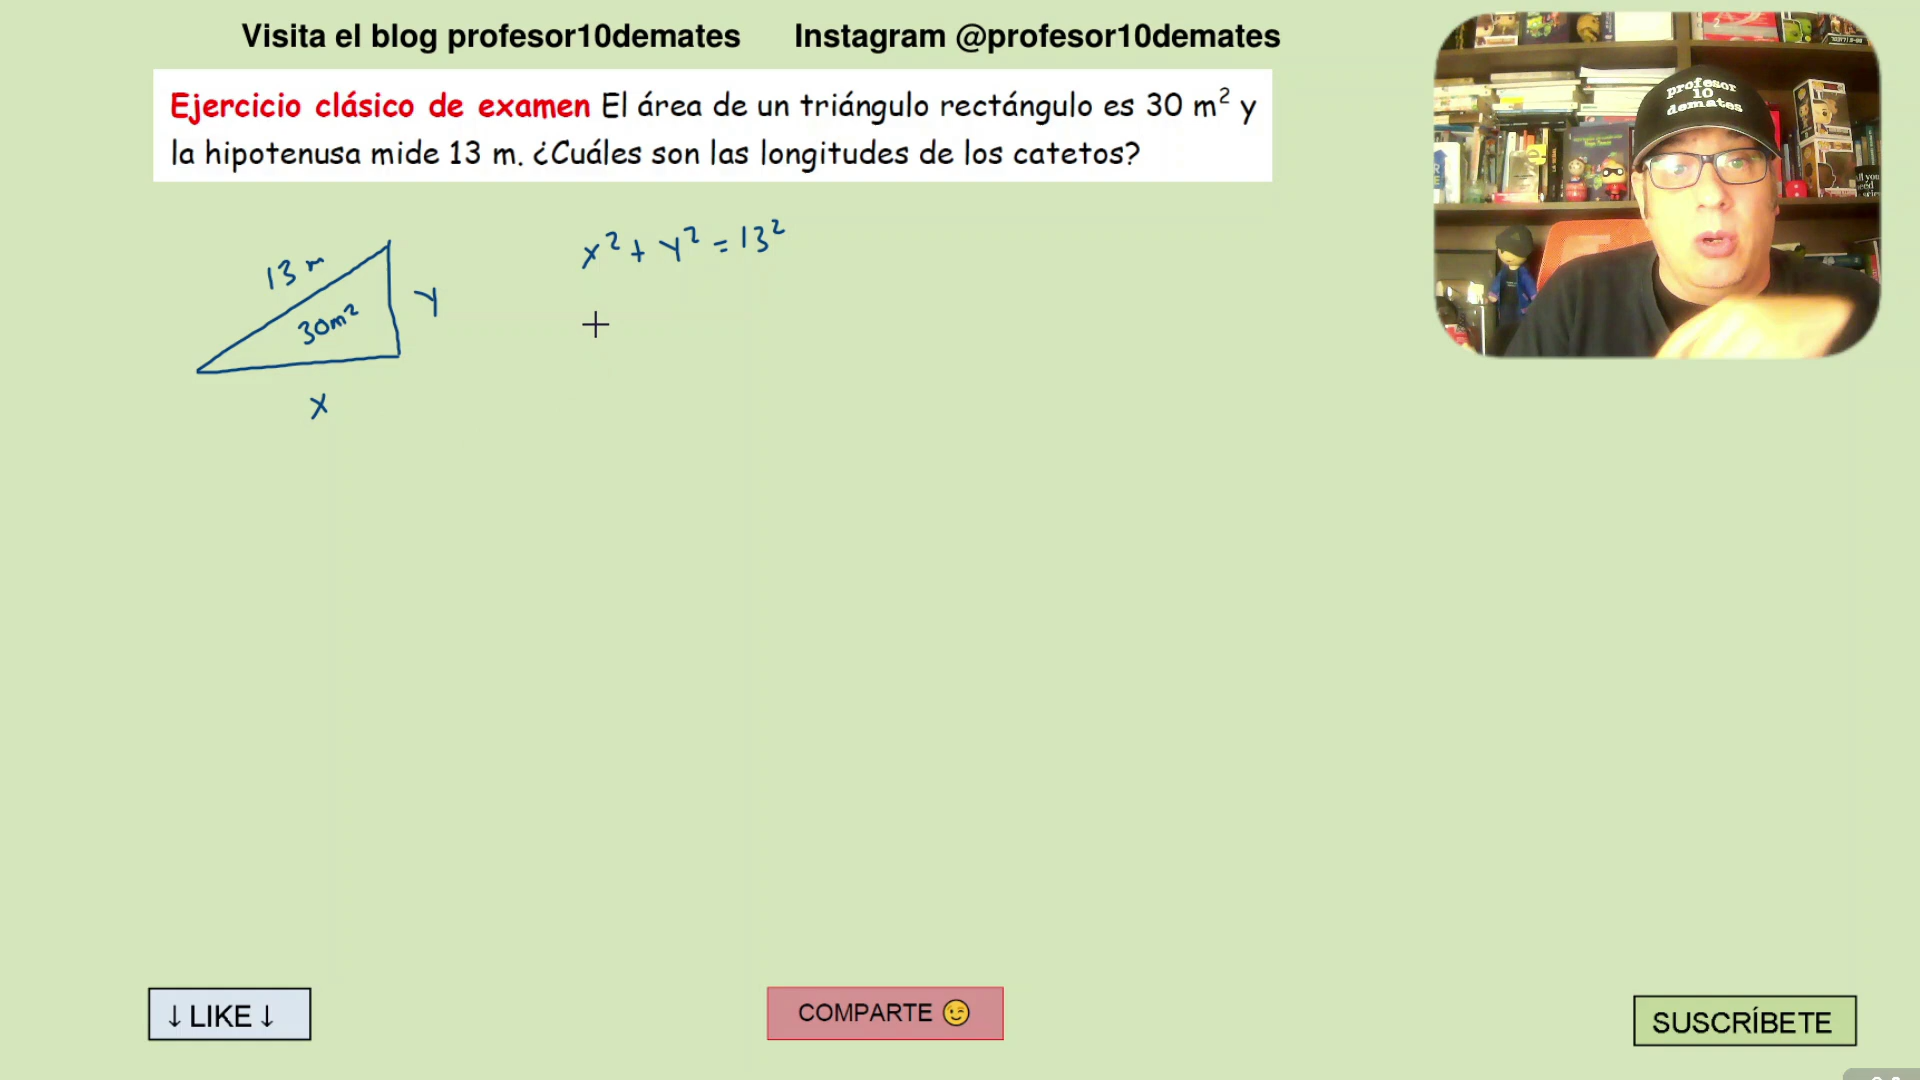 Visita el blog profesor10demates Instagram @profesor10demates
Ejercicio clásico de examen El área de un triángulo rectángulo es 30 m² y
la hipotenusa mide 13 m. ¿Cuáles son las longitudes de los catetos?
profesor
10
demates
x² + y² = 13²
13 m
30m²
y
x
↓ LIKE ↓
COMPARTE 😉
SUSCRÍBETE